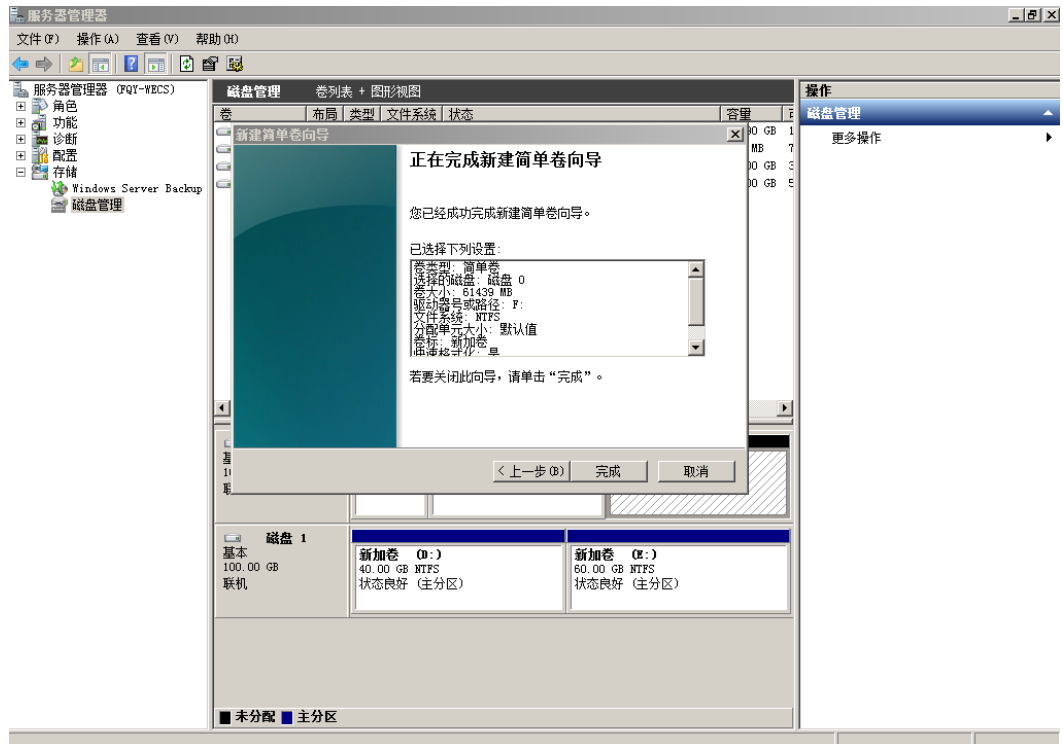 服务器管理器
文件(F) 操作(A) 查看(V) 帮助(H)
服务器管理器 (FQY-WECS)
角色
功能
诊断
配置
存储
Windows Server Backup
磁盘管理
磁盘管理 卷列表 + 图形视图
卷 布局 类型 文件系统 状态 容量
新建简单卷向导
正在完成新建简单卷向导
您已经成功完成新建简单卷向导。
已选择下列设置:
卷类型: 简单卷
选择的磁盘: 磁盘 0
卷大小: 61439 MB
驱动器号或路径: F:
文件系统: NTFS
分配单元大小: 默认值
卷标: 新加卷
快速格式化: 是
若要关闭此向导，请单击“完成”。
< 上一步(B) 完成 取消
磁盘 1
基本
100.00 GB
联机
新加卷 (D:)
40.00 GB NTFS
状态良好 (主分区)
新加卷 (E:)
60.00 GB NTFS
状态良好 (主分区)
未分配 主分区
操作
磁盘管理
更多操作